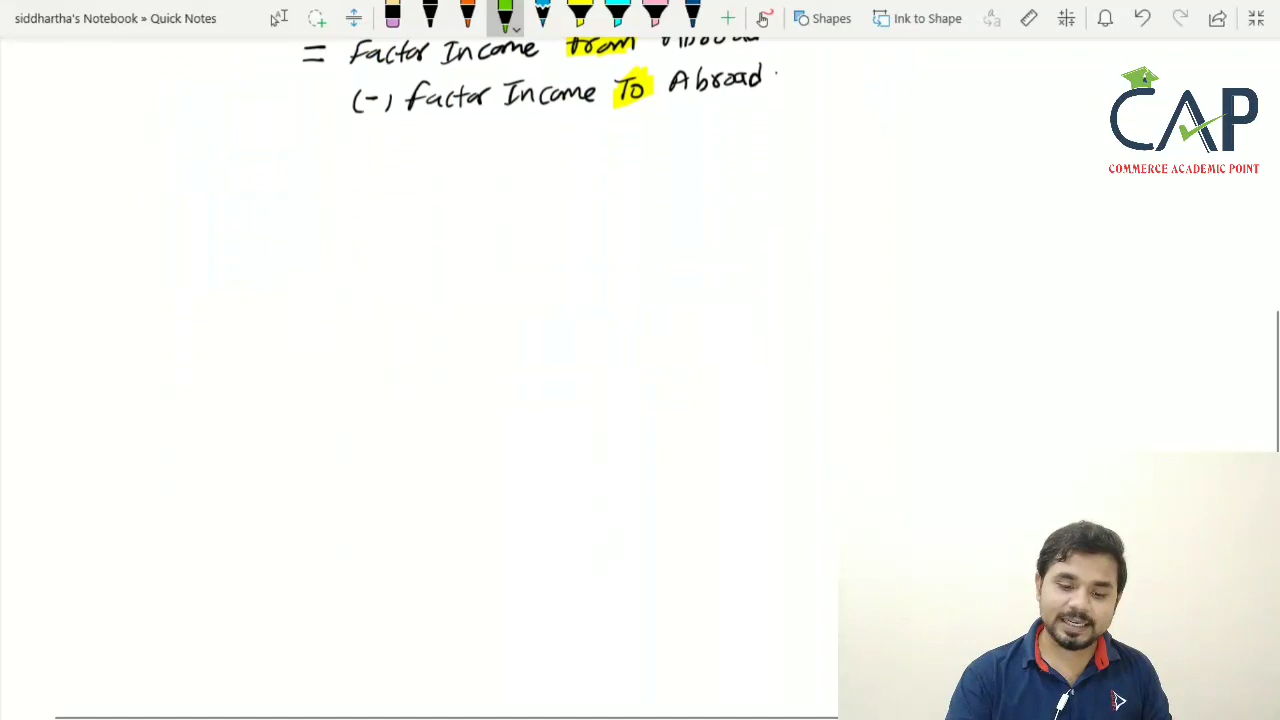 siddhartha's Notebook » Quick Notes
Shapes
Ink to Shape
= Factor Income from Abroad
(-) Factor Income To Abroad
CAP
COMMERCE ACADEMIC POINT